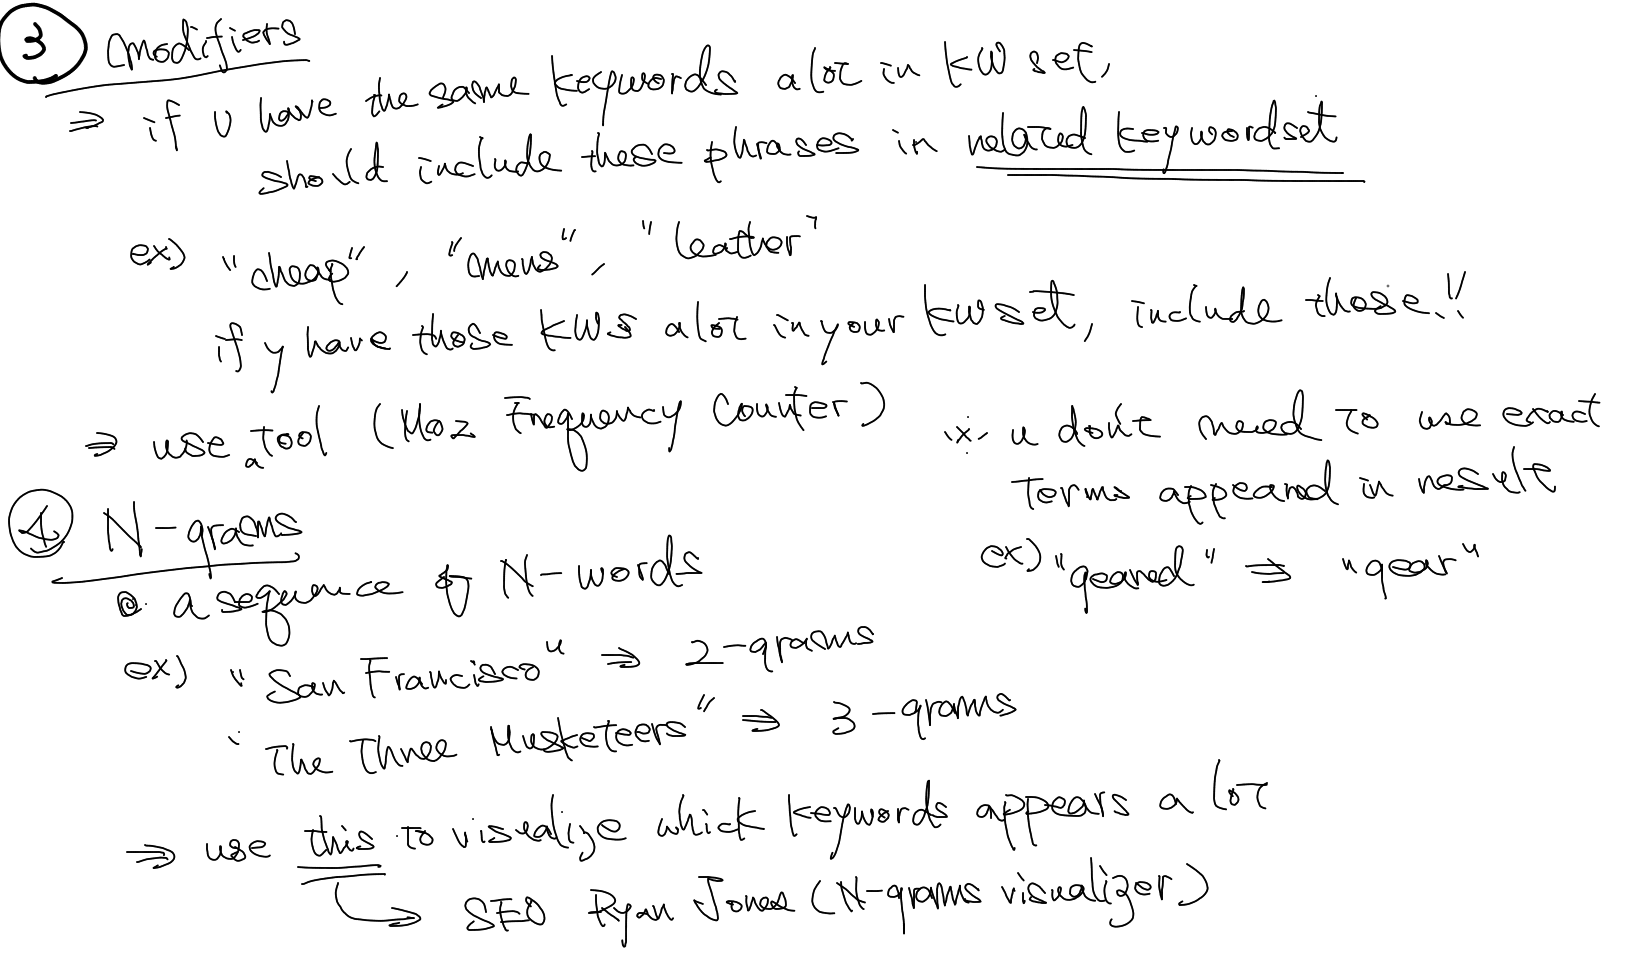 ③ Modifiers
⇒ if u have the same keywords a lot in KW set,
should include these phrases in related keywordset
ex) "cheap", "mens", "leather"
if y have those KWS a lot in your kwset, include those!!
⇒ use a tool (Moz Frequency Counter)
※ u don't need to use exact
terms appeared in result
ex) "geared" ⇒ "gear"
④ N-grams
a sequence of N-words
ex) "San Francisco" ⇒ 2-grams
"The Three Musketeers" ⇒ 3-grams
⇒ use this to visualize which keywords appears a lot
↳ SEO Ryan Jones (N-grams visualizer)